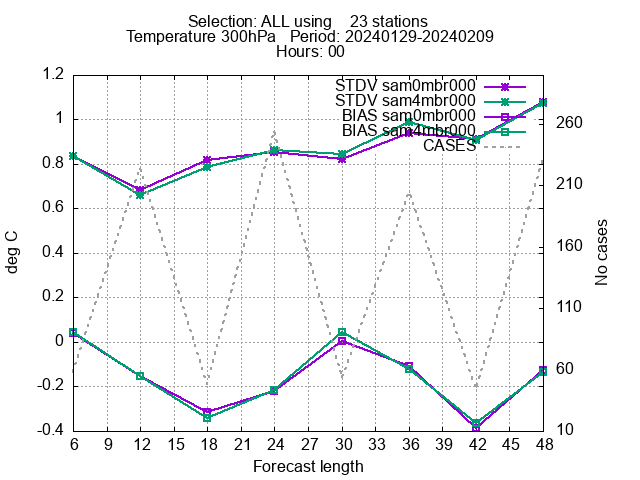 Selection: ALL using 23 stations
Temperature 300hPa Period: 20240129-20240209
Hours: 00
STDV sam0mbr000
STDV sam4mbr000
BIAS sam0mbr000
BIAS sam4mbr000
CASES
deg C
1.2
1
0.8
0.6
0.4
0.2
0
-0.2
-0.4
No cases
260
210
160
110
60
10
6 9 12 15 18 21 24 27 30 33 36 39 42 45 48
Forecast length